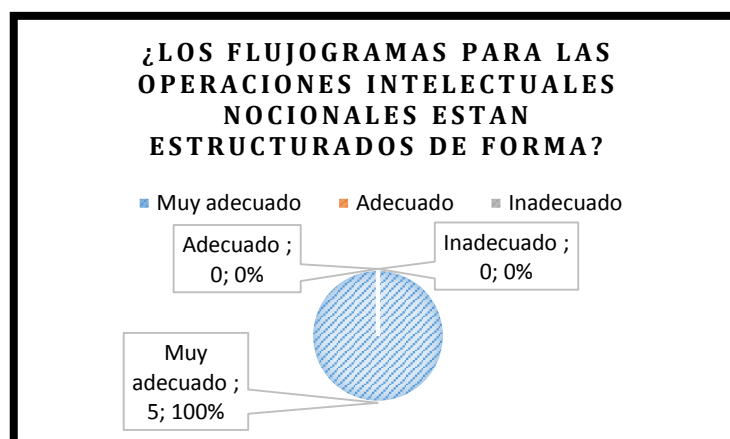 ¿LOS FLUJOGRAMAS PARA LAS
OPERACIONES INTELECTUALES
NOCIONALES ESTAN
ESTRUCTURADOS DE FORMA?
Muy adecuado Adecuado Inadecuado
Adecuado ;
0; 0%
Inadecuado ;
0; 0%
Muy
adecuado ;
5; 100%